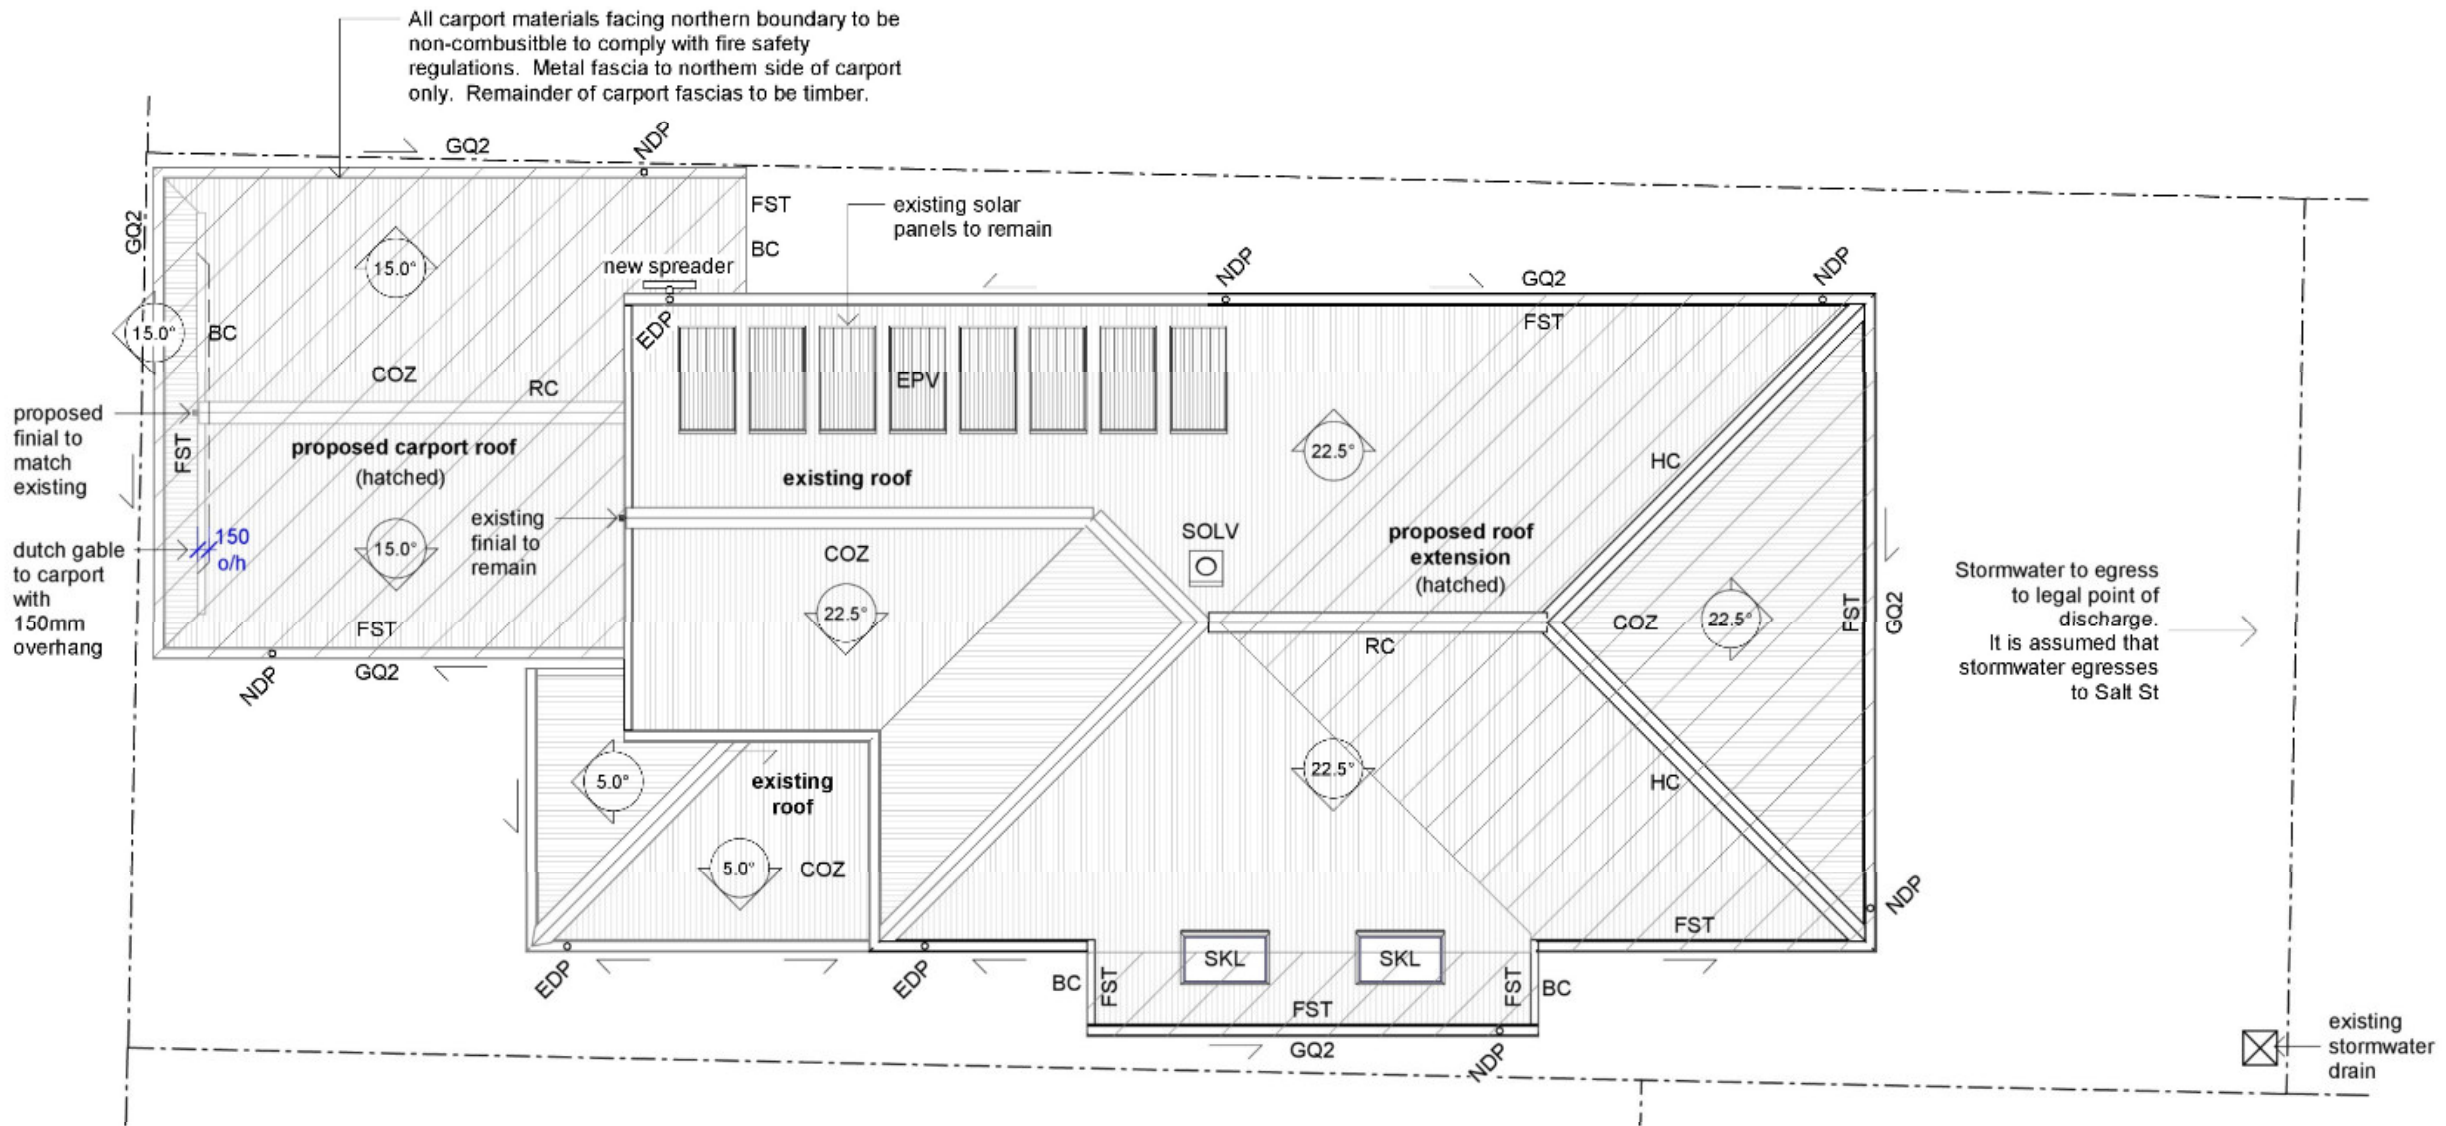 All carport materials facing northern boundary to be
non-combusitble to comply with fire safety
regulations. Metal fascia to northern side of carport
only. Remainder of carport fascias to be timber.
GQ2
NDP
GQ2
FST
BC
existing solar
panels to remain
new spreader
NDP
GQ2
NDP
15.0°
15.0°
BC
EDP
FST
COZ
RC
EPV
proposed
finial to
match
existing
FST
proposed carport roof
(hatched)
existing roof
22.5°
HC
existing
finial to
remain
15.0°
150
o/h
dutch gable
to carport
with
150mm
overhang
COZ
SOLV
proposed roof
extension
(hatched)
22.5°
FST
GQ2
NDP
RC
COZ
22.5°
FST
GQ2
Stormwater to egress
to legal point of
discharge.
It is assumed that
stormwater egresses
to Salt St
5.0°
existing
roof
22.5°
HC
5.0°
COZ
NDP
FST
EDP
EDP
BC
FST
SKL
SKL
FST
FST
BC
GQ2
NDP
existing
stormwater
drain